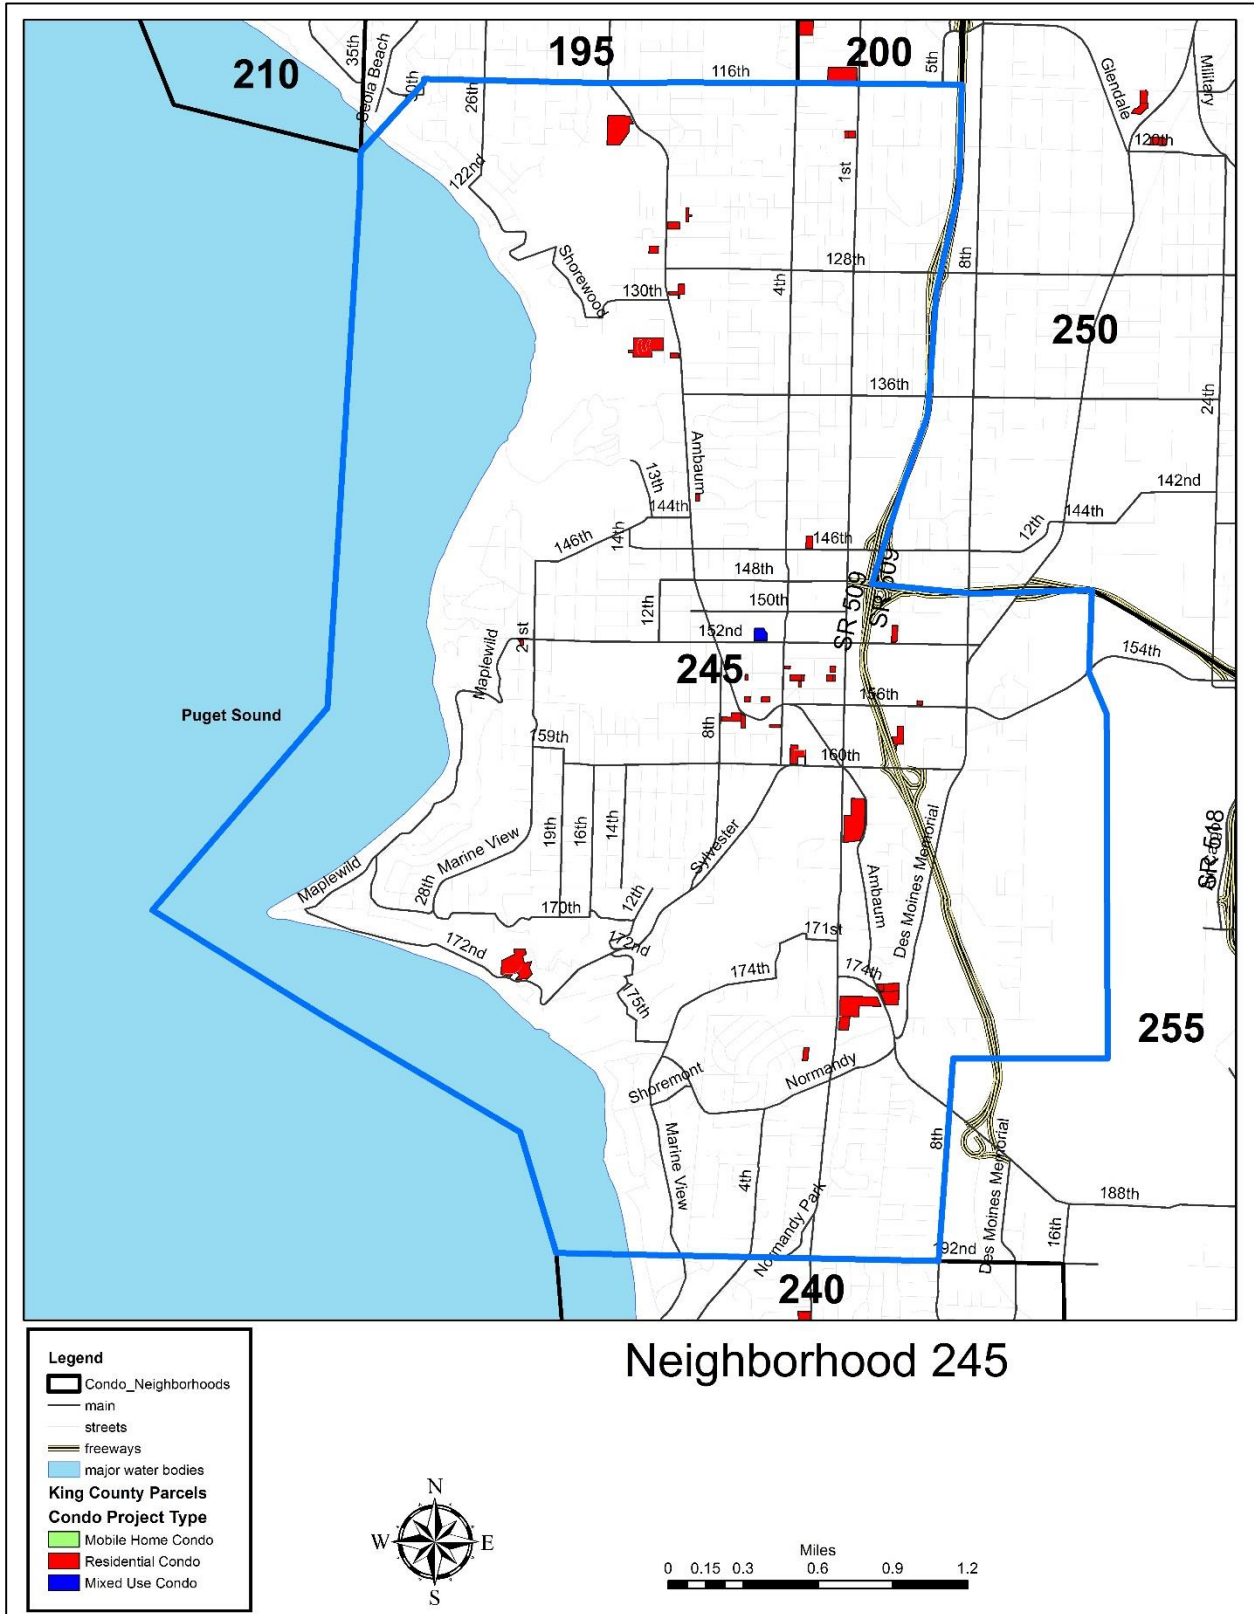 35th
Seola Beach
30th
26th
210
195
116th
200
5th
Glendale
Military
120th
122nd
1st
Shorewood
128th
4th
8th
130th
250
136th
24th
Ambaum
13th
144th
14th
146th
146th
142nd
144th
12th
148th
150th
12th
SR 509
SR 509
152nd
21st
245
154th
Maplewild
156th
Puget Sound
8th
159th
160th
19th
16th
14th
Marine View
Sylvester
Des Moines Memorial
SR 518
Maplewild
28th
12th
170th
Ambaum
172nd
172nd
171st
174th
174th
175th
255
Shoremont
Normandy
Marine View
4th
8th
Normandy Park
Des Moines Memorial
188th
16th
192nd
240
Neighborhood 245
Legend
Condo_Neighborhoods
main
streets
freeways
major water bodies
King County Parcels
Condo Project Type
Mobile Home Condo
Residential Condo
Mixed Use Condo
N
W
E
S
Miles
0 0.15 0.3 0.6 0.9 1.2